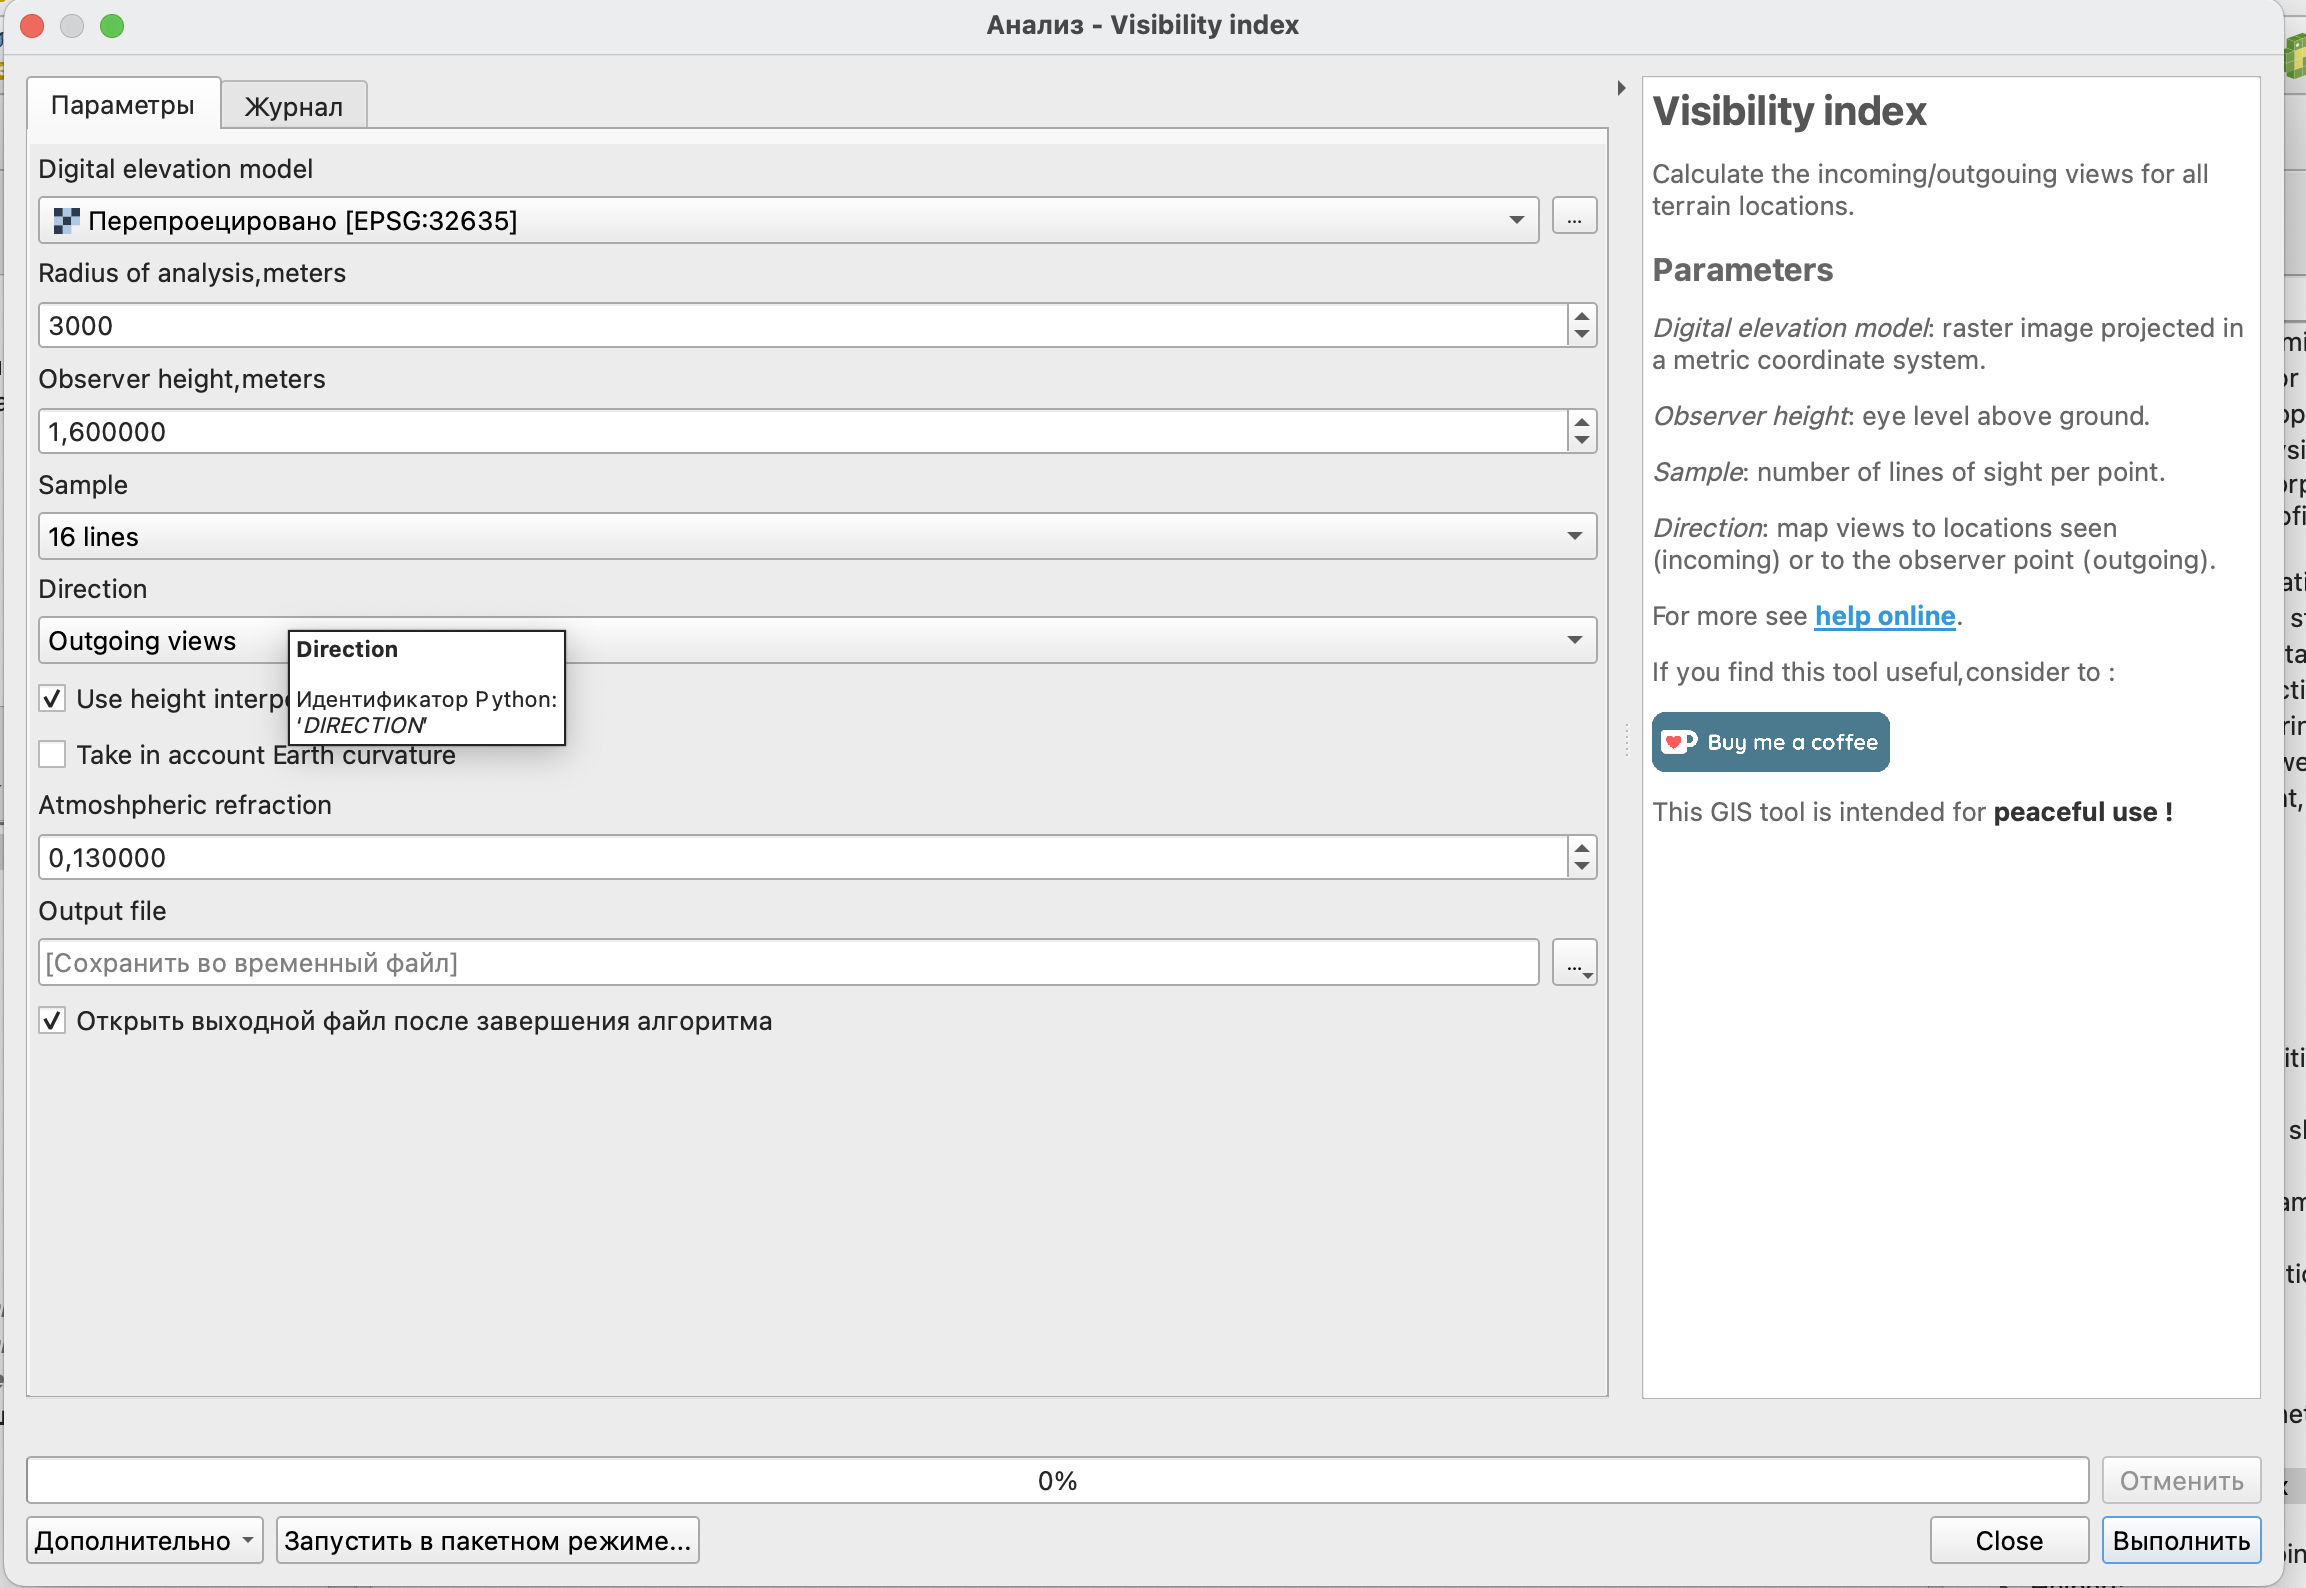 Анализ - Visibility index
Параметры
Журнал
Digital elevation model
Перепроецировано [EPSG:32635]
...
Radius of analysis,meters
3000
Observer height,meters
1,600000
Sample
16 lines
Direction
Outgoing views
Direction
Идентификатор Python:
'DIRECTION'
Use height interpo
Take in account Earth curvature
Atmoshpheric refraction
0,130000
Output file
[Сохранить во временный файл]
...
Открыть выходной файл после завершения алгоритма
Visibility index
Calculate the incoming/outgouing views for all
terrain locations.
Parameters
Digital elevation model: raster image projected in
a metric coordinate system.
Observer height: eye level above ground.
Sample: number of lines of sight per point.
Direction: map views to locations seen
(incoming) or to the observer point (outgoing).
For more see help online.
If you find this tool useful,consider to :
Buy me a coffee
This GIS tool is intended for peaceful use !
0%
Отменить
Дополнительно
Запустить в пакетном режиме...
Close
Выполнить